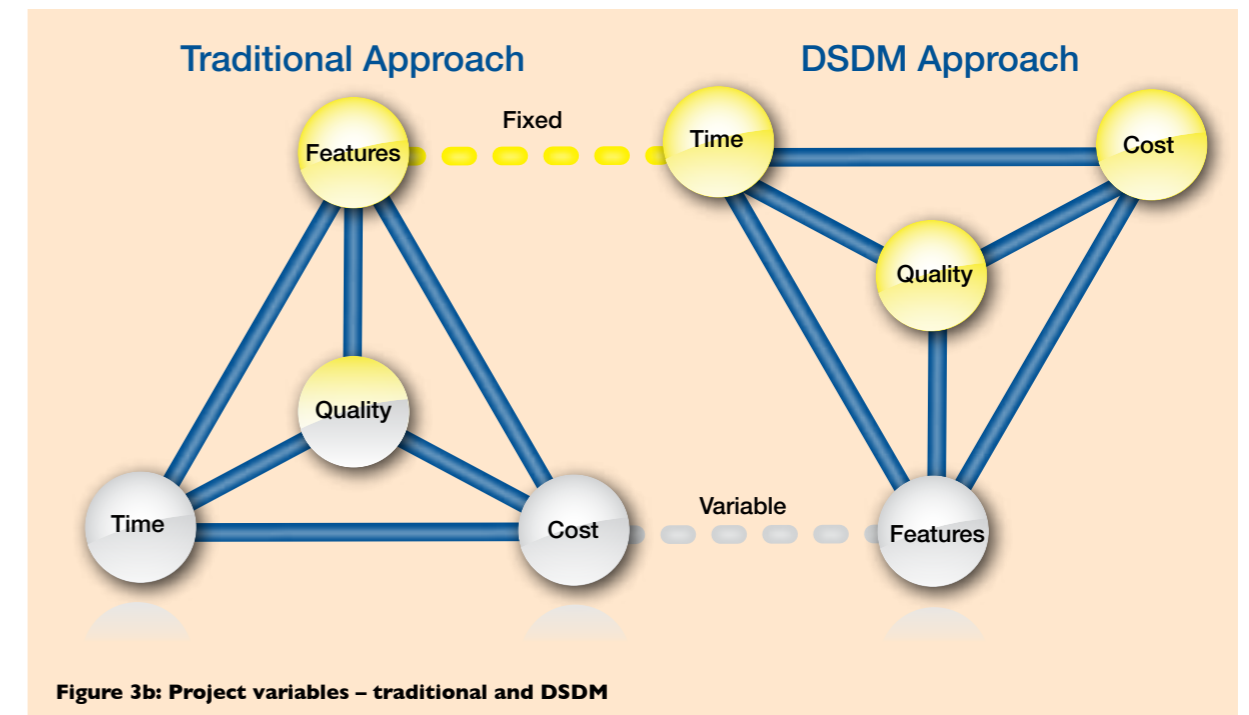 Traditional Approach
DSDM Approach
Fixed
Features
Time
Cost
Quality
Quality
Time
Cost
Variable
Features
Figure 3b: Project variables – traditional and DSDM